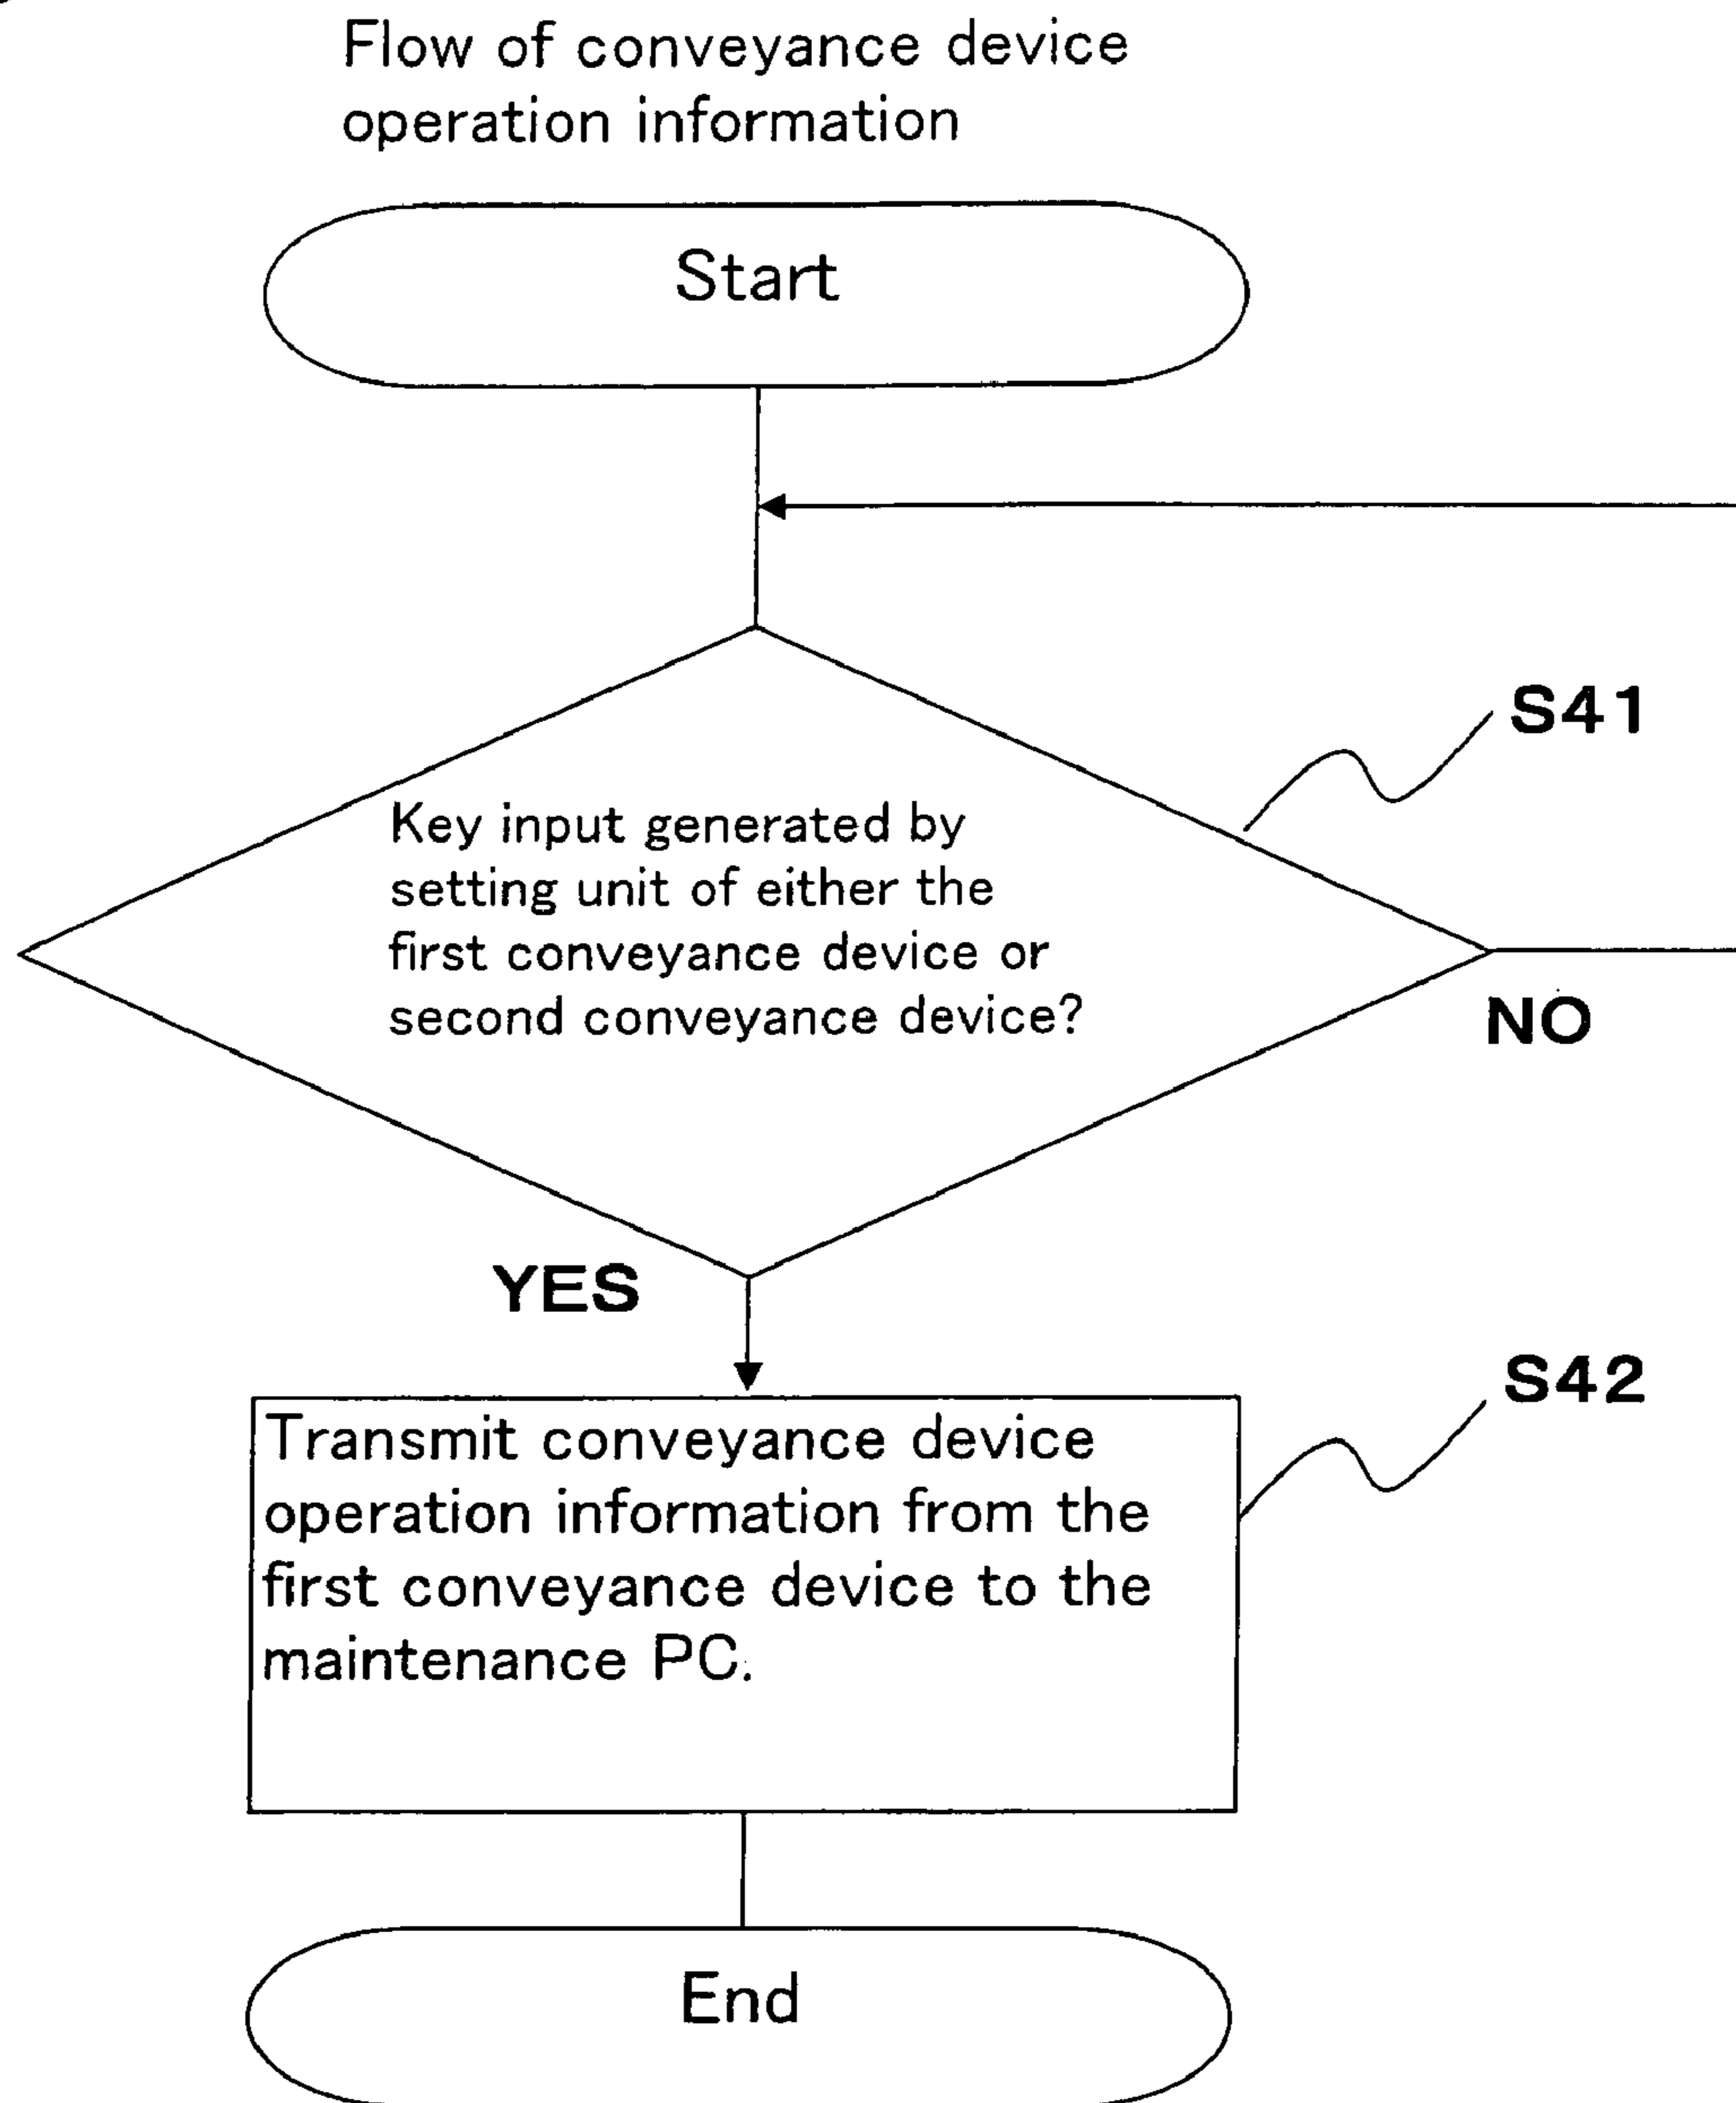 Flow of conveyance device
operation information
Start
S41
Key input generated by
setting unit of either the
first conveyance device or
second conveyance device?
NO
YES
S42
Transmit conveyance device
operation information from the
first conveyance device to the
maintenance PC.
End